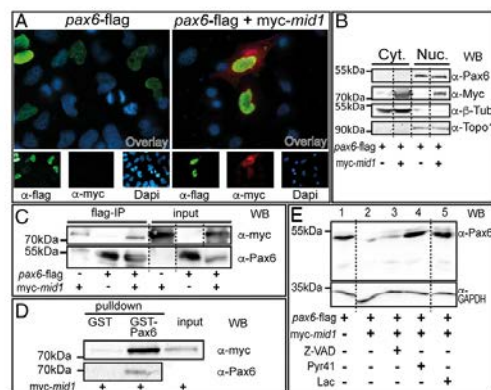 A
pax6-flag
pax6-flag + myc-mid1
Overlay
Overlay
α-flag
α-myc
Dapi
α-flag
α-myc
Dapi
B
Cyt.
Nuc.
WB
55kDa
α-Pax6
70kDa
α-Myc
55kDa
α-β-Tub
90kDa
α-Topo
pax6-flag + + + +
myc-mid1 - + - +
C
flag-IP
input
WB
70kDa
α-myc
55kDa
α-Pax6
pax6-flag - + + - + +
myc-mid1 + - + + - +
D
pulldown
GST
GST-Pax6
input
WB
70kDa
α-myc
70kDa
α-Pax6
myc-mid1 + + +
E
1 2 3 4 5
WB
55kDa
α-Pax6
35kDa
α-GAPDH
pax6-flag + + + + +
myc-mid1 + + + +
Z-VAD +
Pyr41 +
Lac +